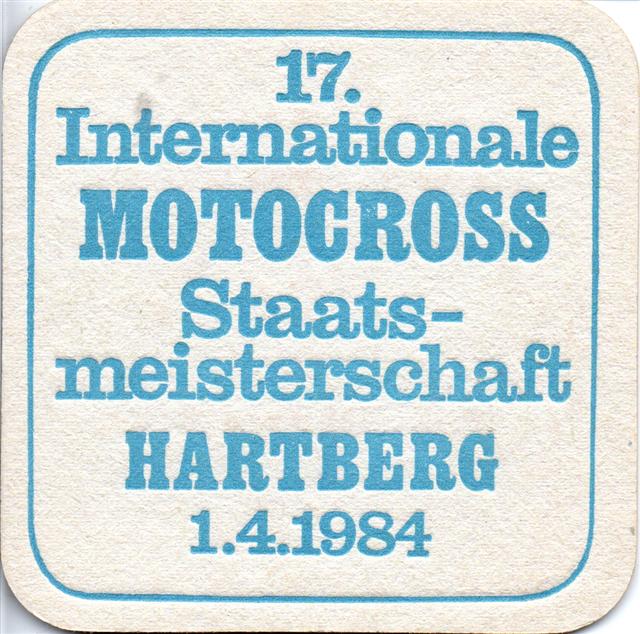 17.
Internationale
MOTOCROSS
Staats-
meisterschaft
HARTBERG
1.4.1984